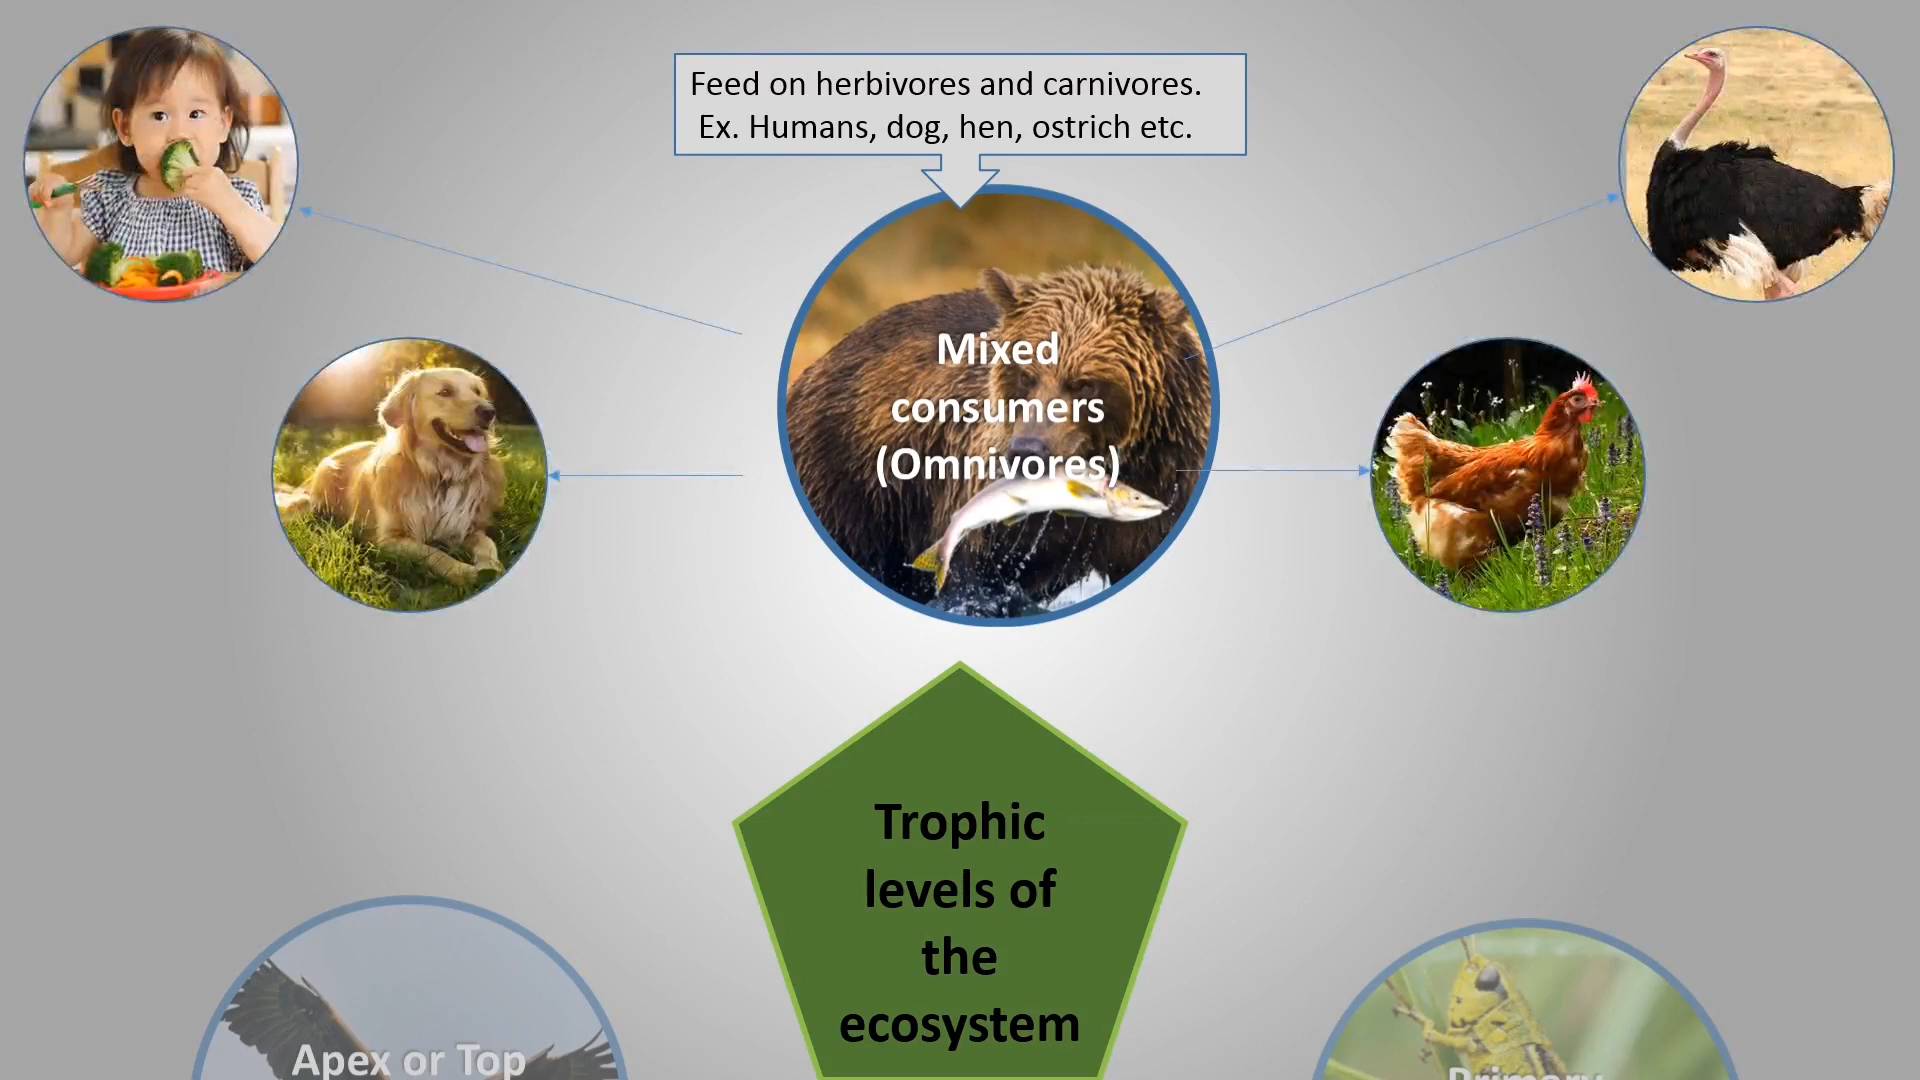 Feed on herbivores and carnivores.
Ex. Humans, dog, hen, ostrich etc.
Mixed
consumers
(Omnivores)
Trophic
levels of
the
ecosystem
Apex or Top
Primary